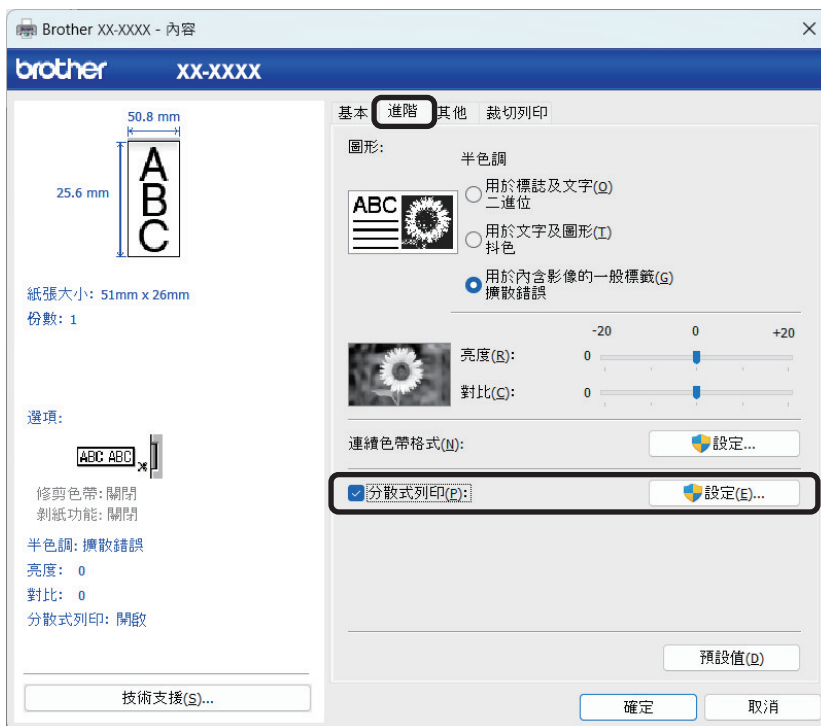 Brother XX-XXXX - 內容
brother XX-XXXX
50.8 mm
25.6 mm
ABC
紙張大小: 51mm x 26mm
份數: 1
選項:
ABC ABC
修剪色帶: 關閉
剝紙功能: 關閉
半色調: 擴散錯誤
亮度: 0
對比: 0
分散式列印: 開啟
技術支援(S)...
基本 進階 其他 裁切列印
圖形:
半色調
ABC
用於標誌及文字(O)
二進位
用於文字及圖形(T)
抖色
用於內含影像的一般標籤(G)
擴散錯誤
-20 0 +20
亮度(R): 0
對比(C): 0
連續色帶格式(N): 設定...
分散式列印(P): 設定(E)...
預設值(D)
確定 取消